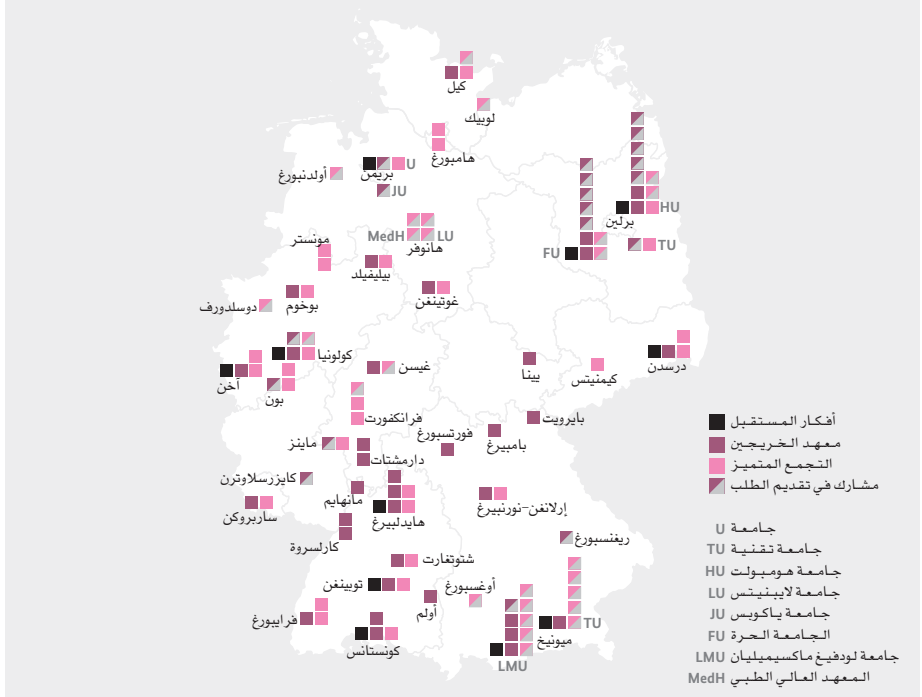 كيل
لوبيك
هامبورغ
U
بريمن
أولدنبورغ
JU
HU
برلين
TU
FU
MedH
LU
هانوفر
مونستر
بيليفيلد
غوتينغن
بوخوم
دوسلدورف
كولونيا
آخن
بون
غيسن
يينا
كيمنيتس
درسدن
فرانكفورت
بايرويت
بامبيرغ
فورتسبورغ
ماينز
دارمشتات
كايزرسلاوترن
مانهايم
هايدلبيرغ
ساربروكن
إرلانغن-نورنبيرغ
كارلسروة
ريغنسبورغ
شتوتغارت
توبينغن
أوغسبورغ
أولم
فرايبورغ
كونستانس
ميونيخ
TU
LMU
أفكار المستقبل
معهد الخريجين
التجمع المتميز
مشارك في تقديم الطلب
U جامعة
TU جامعة تقنية
HU جامعة هومبولت
LU جامعة لايبنيتس
JU جامعة ياكوبس
FU الجامعة الحرة
LMU جامعة لودفيغ ماكسيميليان
MedH المعهد العالي الطبي